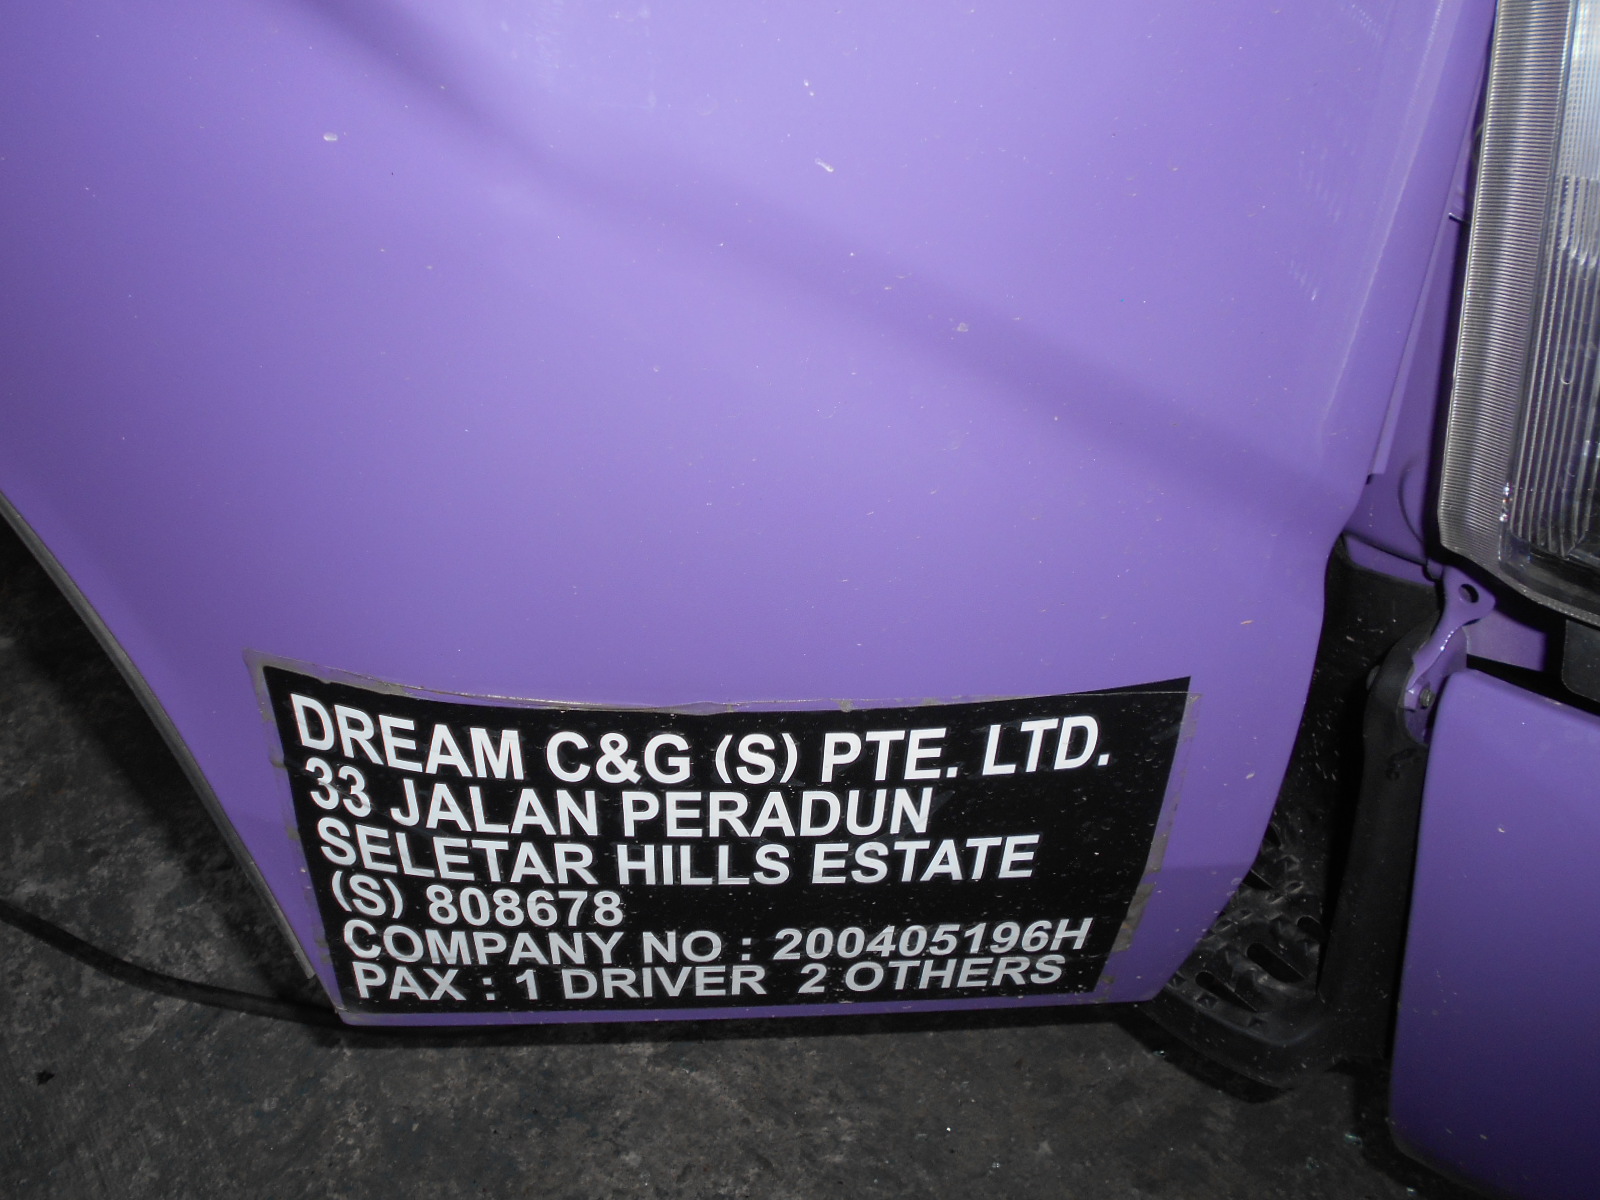 DREAM C&G (S) PTE. LTD.
33 JALAN PERADUN
SELETAR HILLS ESTATE
(S) 808678
COMPANY NO : 200405196H
PAX : 1 DRIVER 2 OTHERS